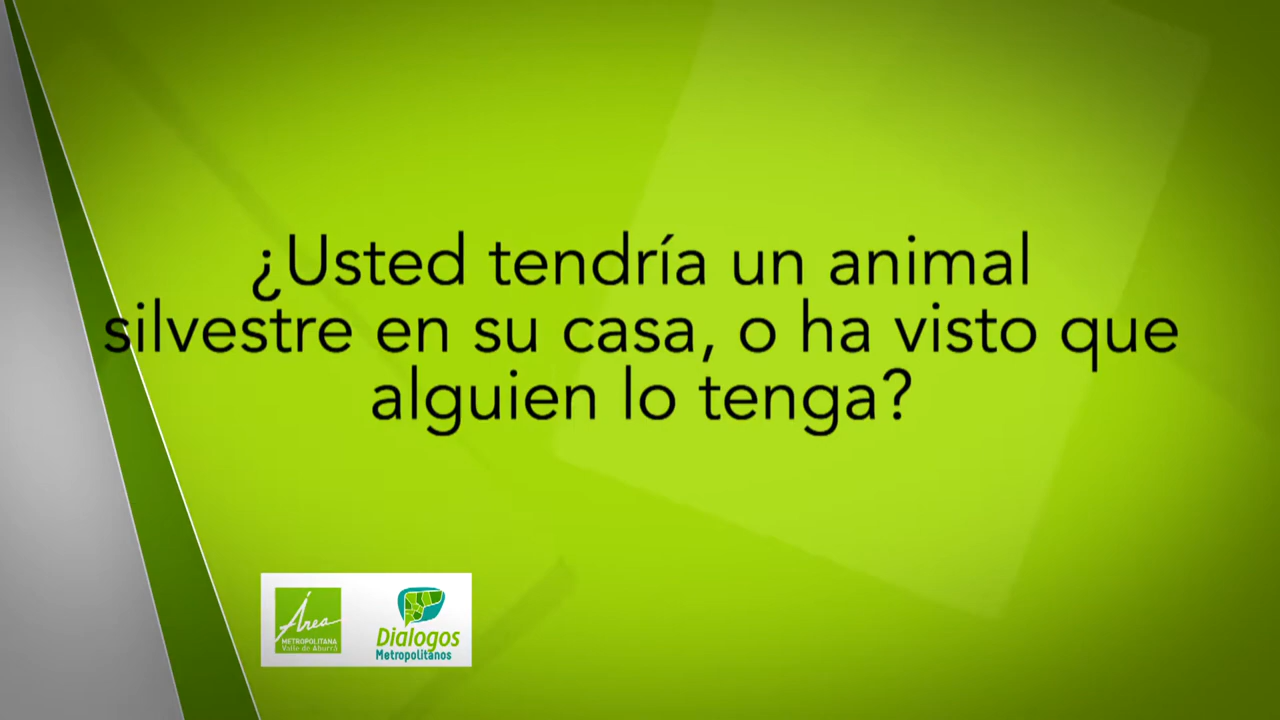 ¿Usted tendría un animal
silvestre en su casa, o ha visto que
alguien lo tenga?
Área
METROPOLITANA
Valle de Aburrá
Dialogos
Metropolitanos